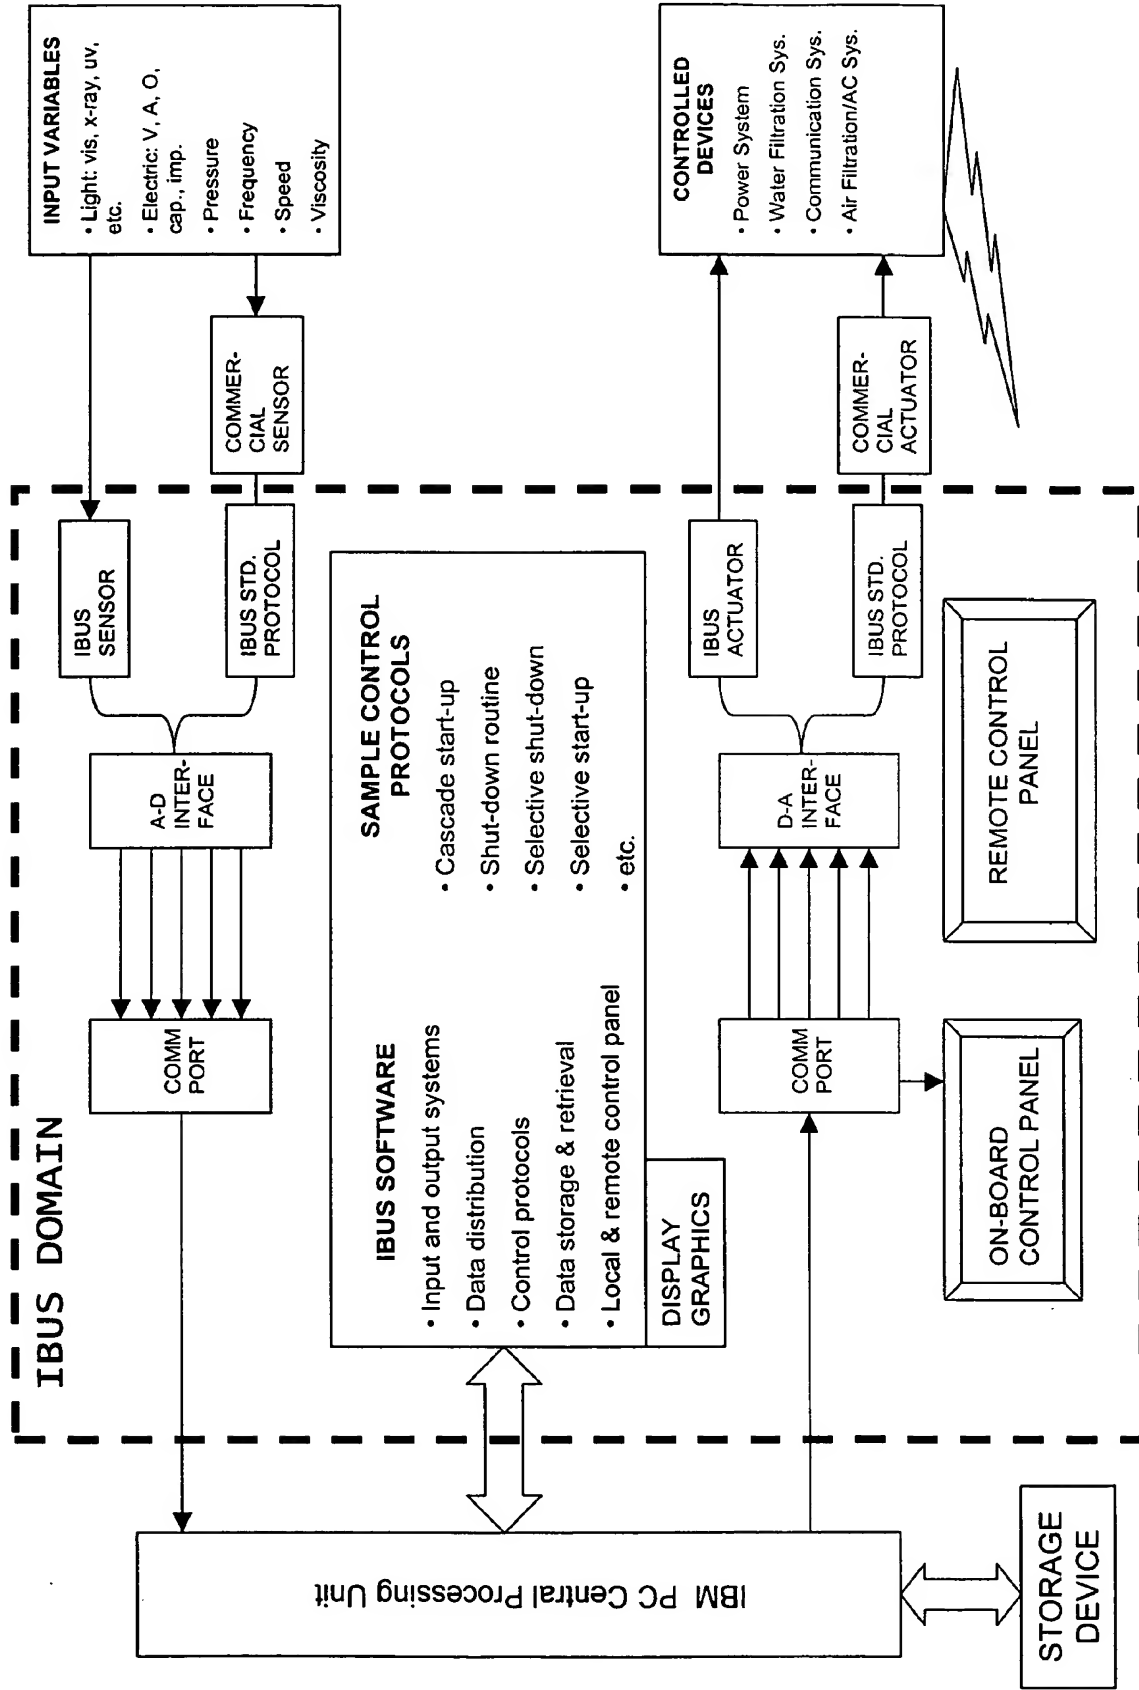 IBUS DOMAIN
INPUT VARIABLES
• Light: vis, x-ray, uv,
etc.
• Electric: V, A, O,
cap., imp.
• Pressure
• Frequency
• Speed
• Viscosity
COMMER-
CIAL
SENSOR
IBUS
SENSOR
IBUS STD.
PROTOCOL
A-D
INTER-
FACE
COMM
PORT
IBM PC Central Processing Unit
STORAGE
DEVICE
IBUS SOFTWARE
• Input and output systems
• Data distribution
• Control protocols
• Data storage & retrieval
• Local & remote control panel
SAMPLE CONTROL
PROTOCOLS
• Cascade start-up
• Shut-down routine
• Selective shut-down
• Selective start-up
• etc.
DISPLAY
GRAPHICS
COMM
PORT
D-A
INTER-
FACE
IBUS
ACTUATOR
IBUS STD.
PROTOCOL
COMMER-
CIAL
ACTUATOR
CONTROLLED
DEVICES
• Power System
• Water Filtration Sys.
• Communication Sys.
• Air Filtration/AC Sys.
ON-BOARD
CONTROL PANEL
REMOTE CONTROL
PANEL